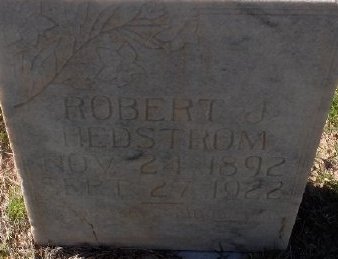 ROBERT J.
HEDSTROM
NOV. 24 1892
SEPT. 27 1922